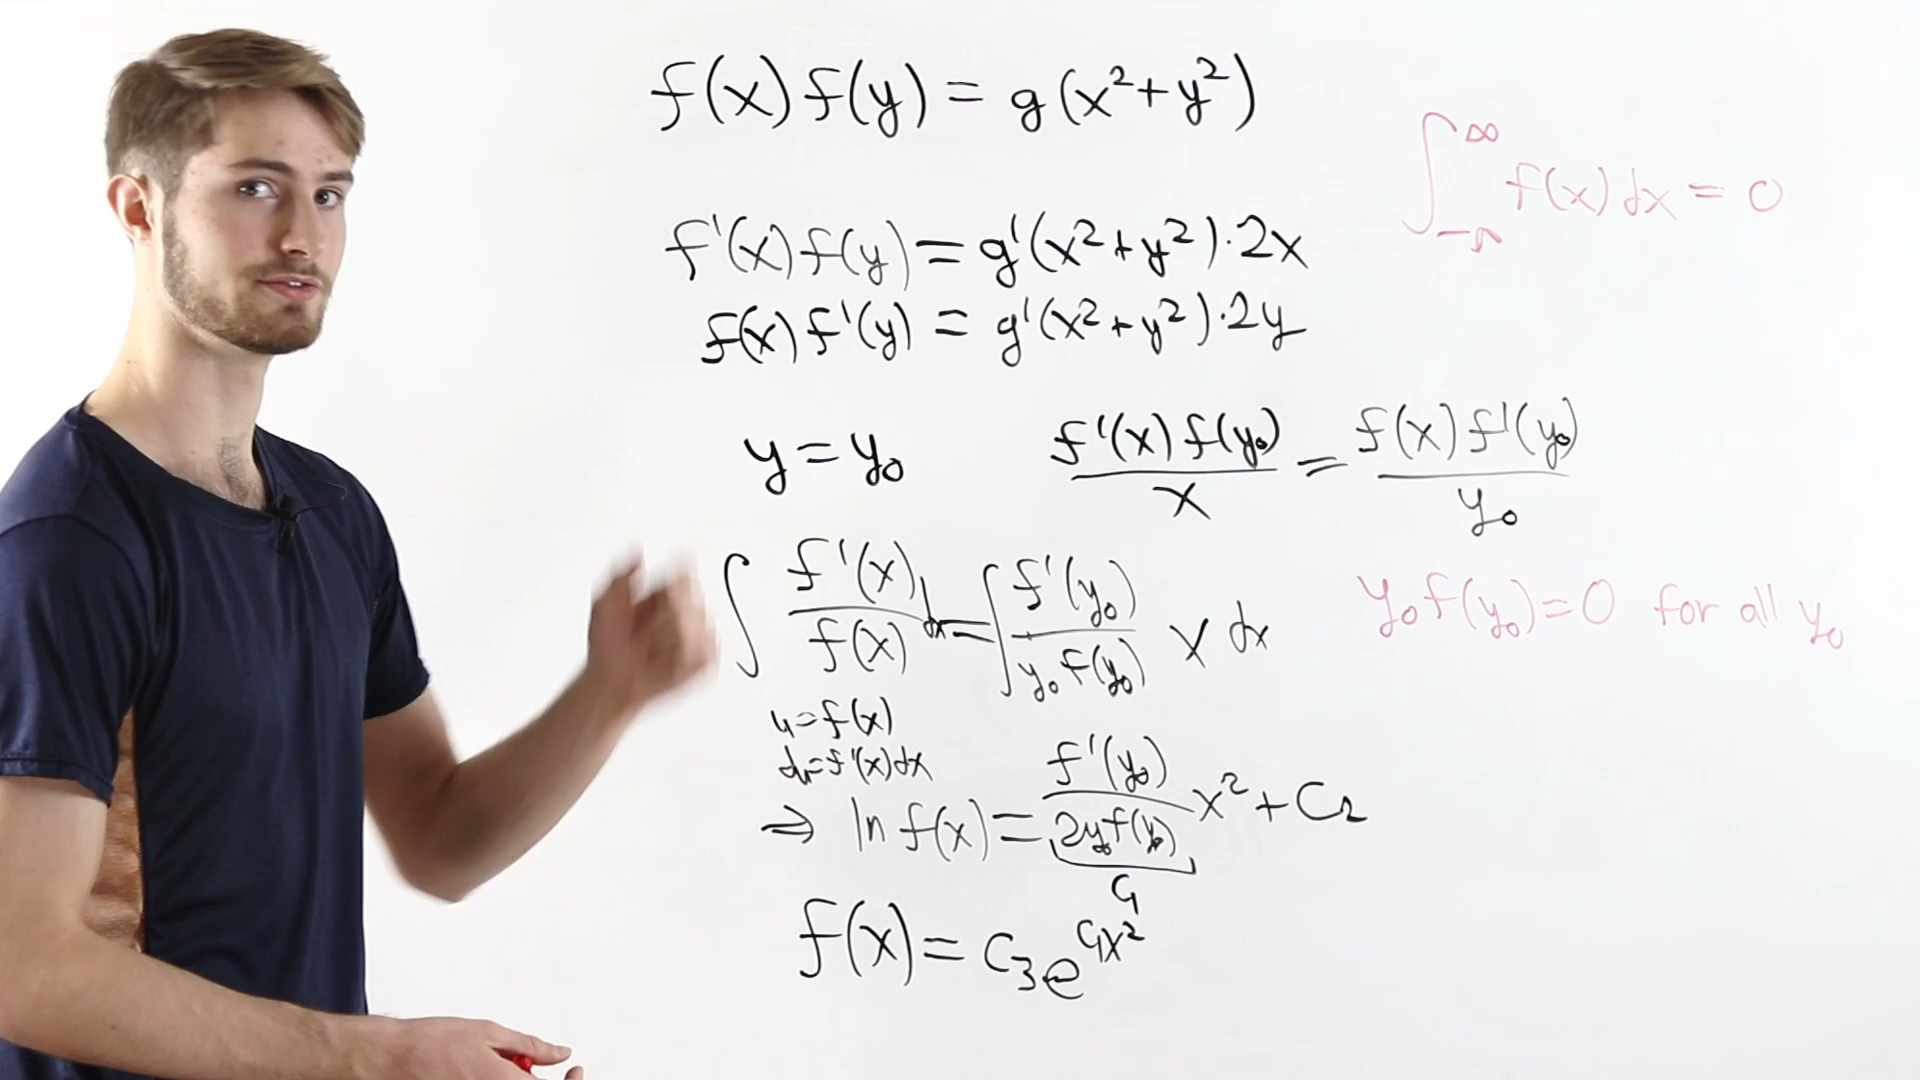 f(x) f(y) = g(x²+y²)
∫_{-∞}^{∞} f(x) dx = 0
f'(x) f(y) = g'(x²+y²)·2x
f(x) f'(y) = g'(x²+y²)·2y
y = y₀
f'(x) f(y₀) / x = f(x) f'(y₀) / y₀
∫ f'(x) / f(x) dx = ∫ f'(y₀) / y₀ f(y₀) x dx
y₀ f(y₀) = 0 for all y₀
u = f(x)
du = f'(x) dx
⇒ ln f(x) = f'(y₀) / 2y₀ f(y₀) x² + C₂
C₁
f(x) = C₃ e^{C₁x²}